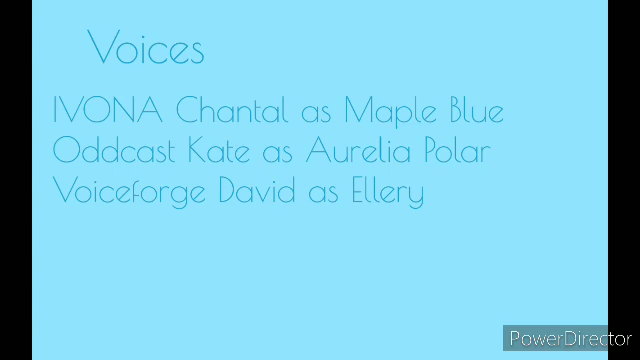 Voices
IVONA Chantal as Maple Blue
Oddcast Kate as Aurelia Polar
Voiceforge David as Ellery
PowerDirector